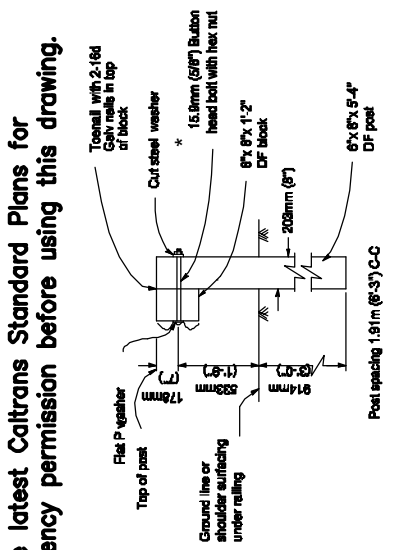 latest Caltrans Standard Plans for
ency permission before using this drawing.
Toenail with 2-16d
Galv nails in top
of block
Cut steel washer
*
15.9mm (5/8") Button
head bolt with hex nut
6"x 8"x 1'-2"
DF block
203mm (8")
6"x 8"x 5'-4"
DF post
Flat P washer
Top of post
178mm
(7")
533mm
(1'-9")
914mm
(3'-0")
Ground line or
shoulder surfacing
under railing
Post spacing 1.91m (6'-3") C-C